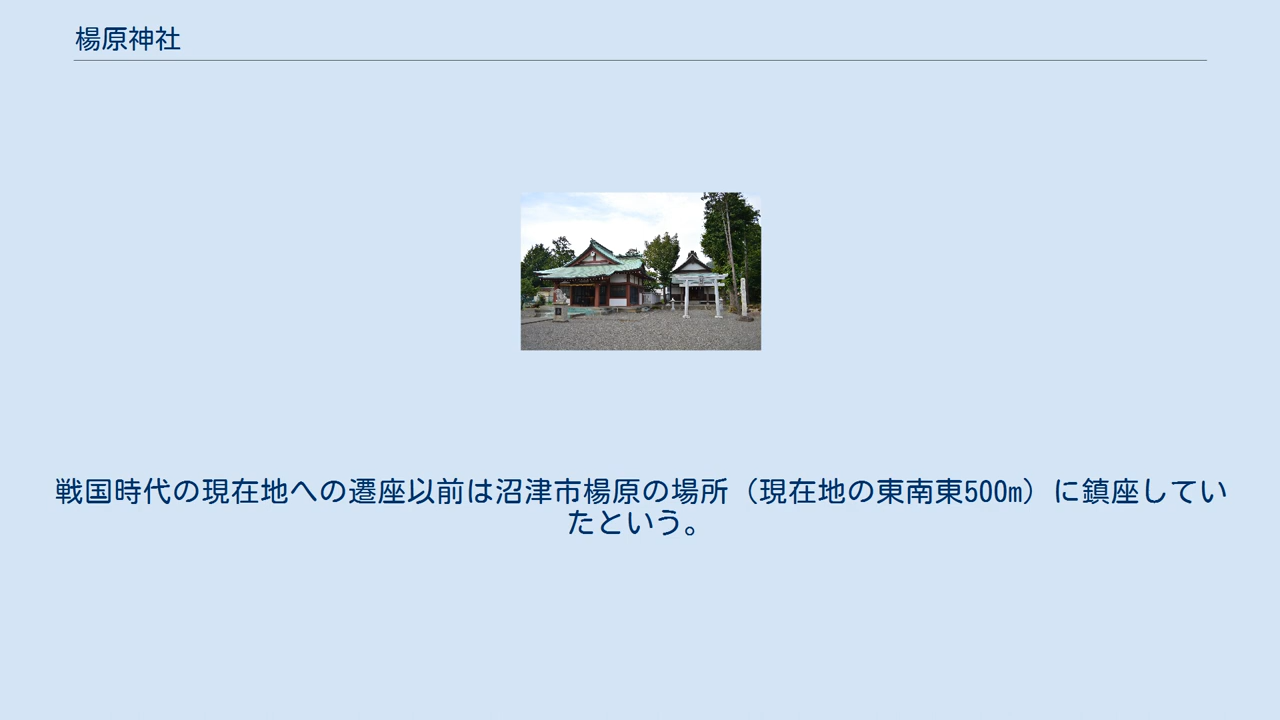 楊原神社
戦国時代の現在地への遷座以前は沼津市楊原の場所（現在地の東南東500m）に鎮座してい
たという。